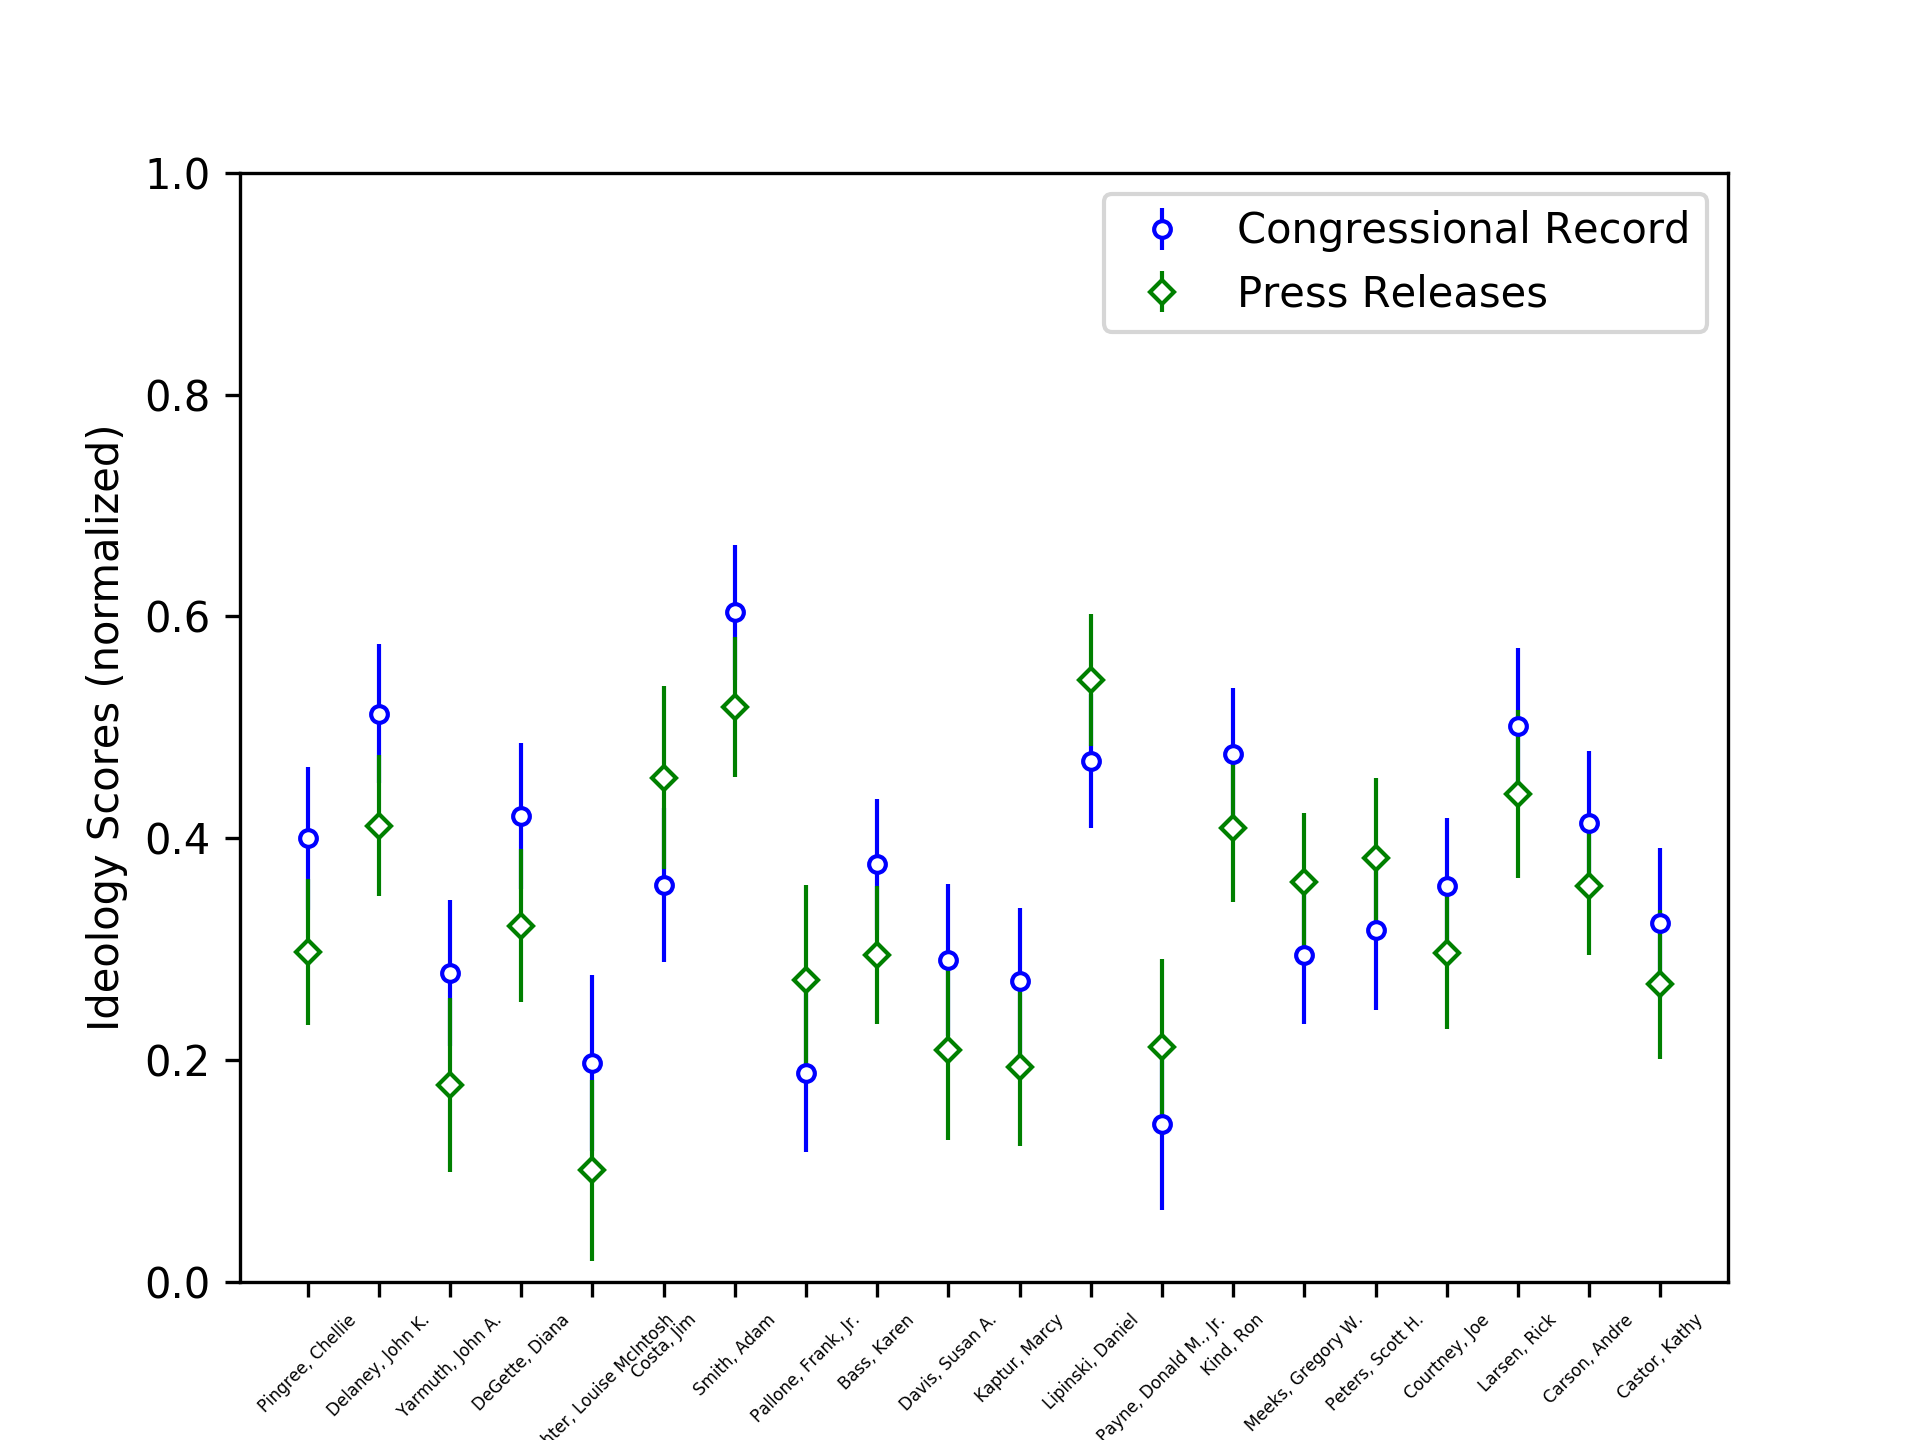 1.0
0.8
0.6
0.4
0.2
0.0
Ideology Scores (normalized)
Congressional Record
Press Releases
Pingree, Chellie
Delaney, John K.
Yarmuth, John A.
DeGette, Diana
Louise McIntosh
Costa, Jim
Smith, Adam
Pallone, Frank, Jr.
Bass, Karen
Davis, Susan A.
Kaptur, Marcy
Lipinski, Daniel
Payne, Donald M., Jr.
Kind, Ron
Meeks, Gregory W.
Peters, Scott H.
Courtney, Joe
Larsen, Rick
Carson, Andre
Castor, Kathy